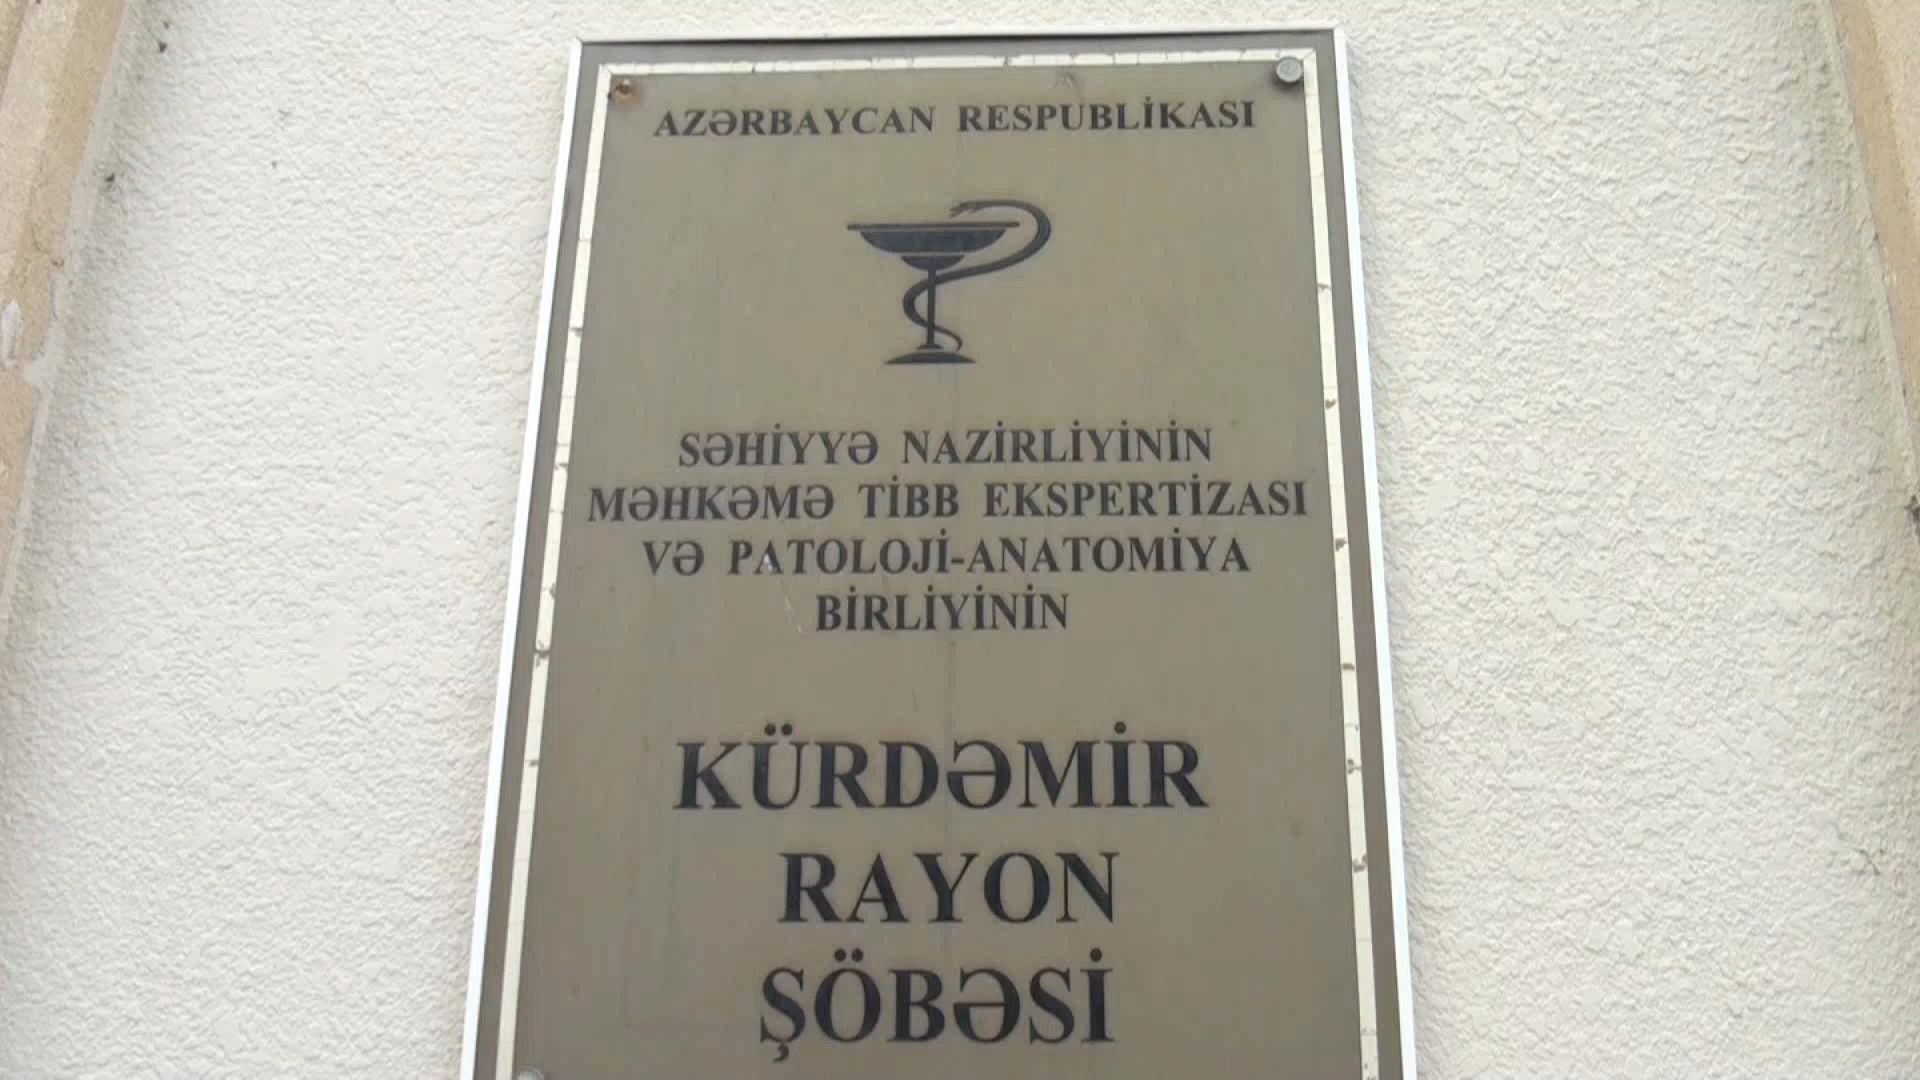 AZƏRBAYCAN RESPUBLİKASI
SƏHİYYƏ NAZİRLİYİNİN
MƏHKƏMƏ TİBB EKSPERTİZASI
VƏ PATOLOJİ-ANATOMİYA
BİRLİYİNİN
KÜRDƏMİR
RAYON
ŞÖBƏSİ